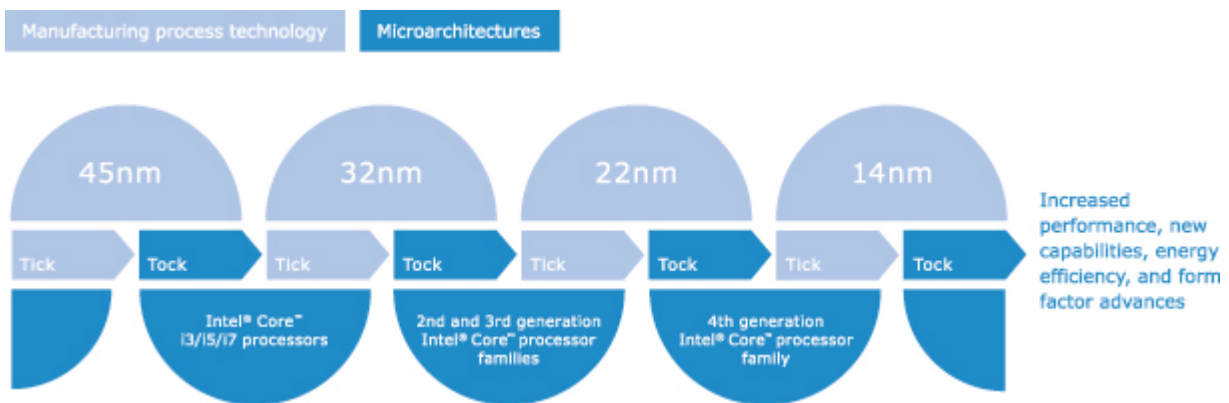 Manufacturing process technology
Microarchitectures
45nm
32nm
22nm
14nm
Tick
Tock
Tick
Tock
Tick
Tock
Tick
Tock
Increased
performance, new
capabilities, energy
efficiency, and form
factor advances
Intel® Core™
i3/i5/i7 processors
2nd and 3rd generation
Intel® Core™ processor
families
4th generation
Intel® Core™ processor
family